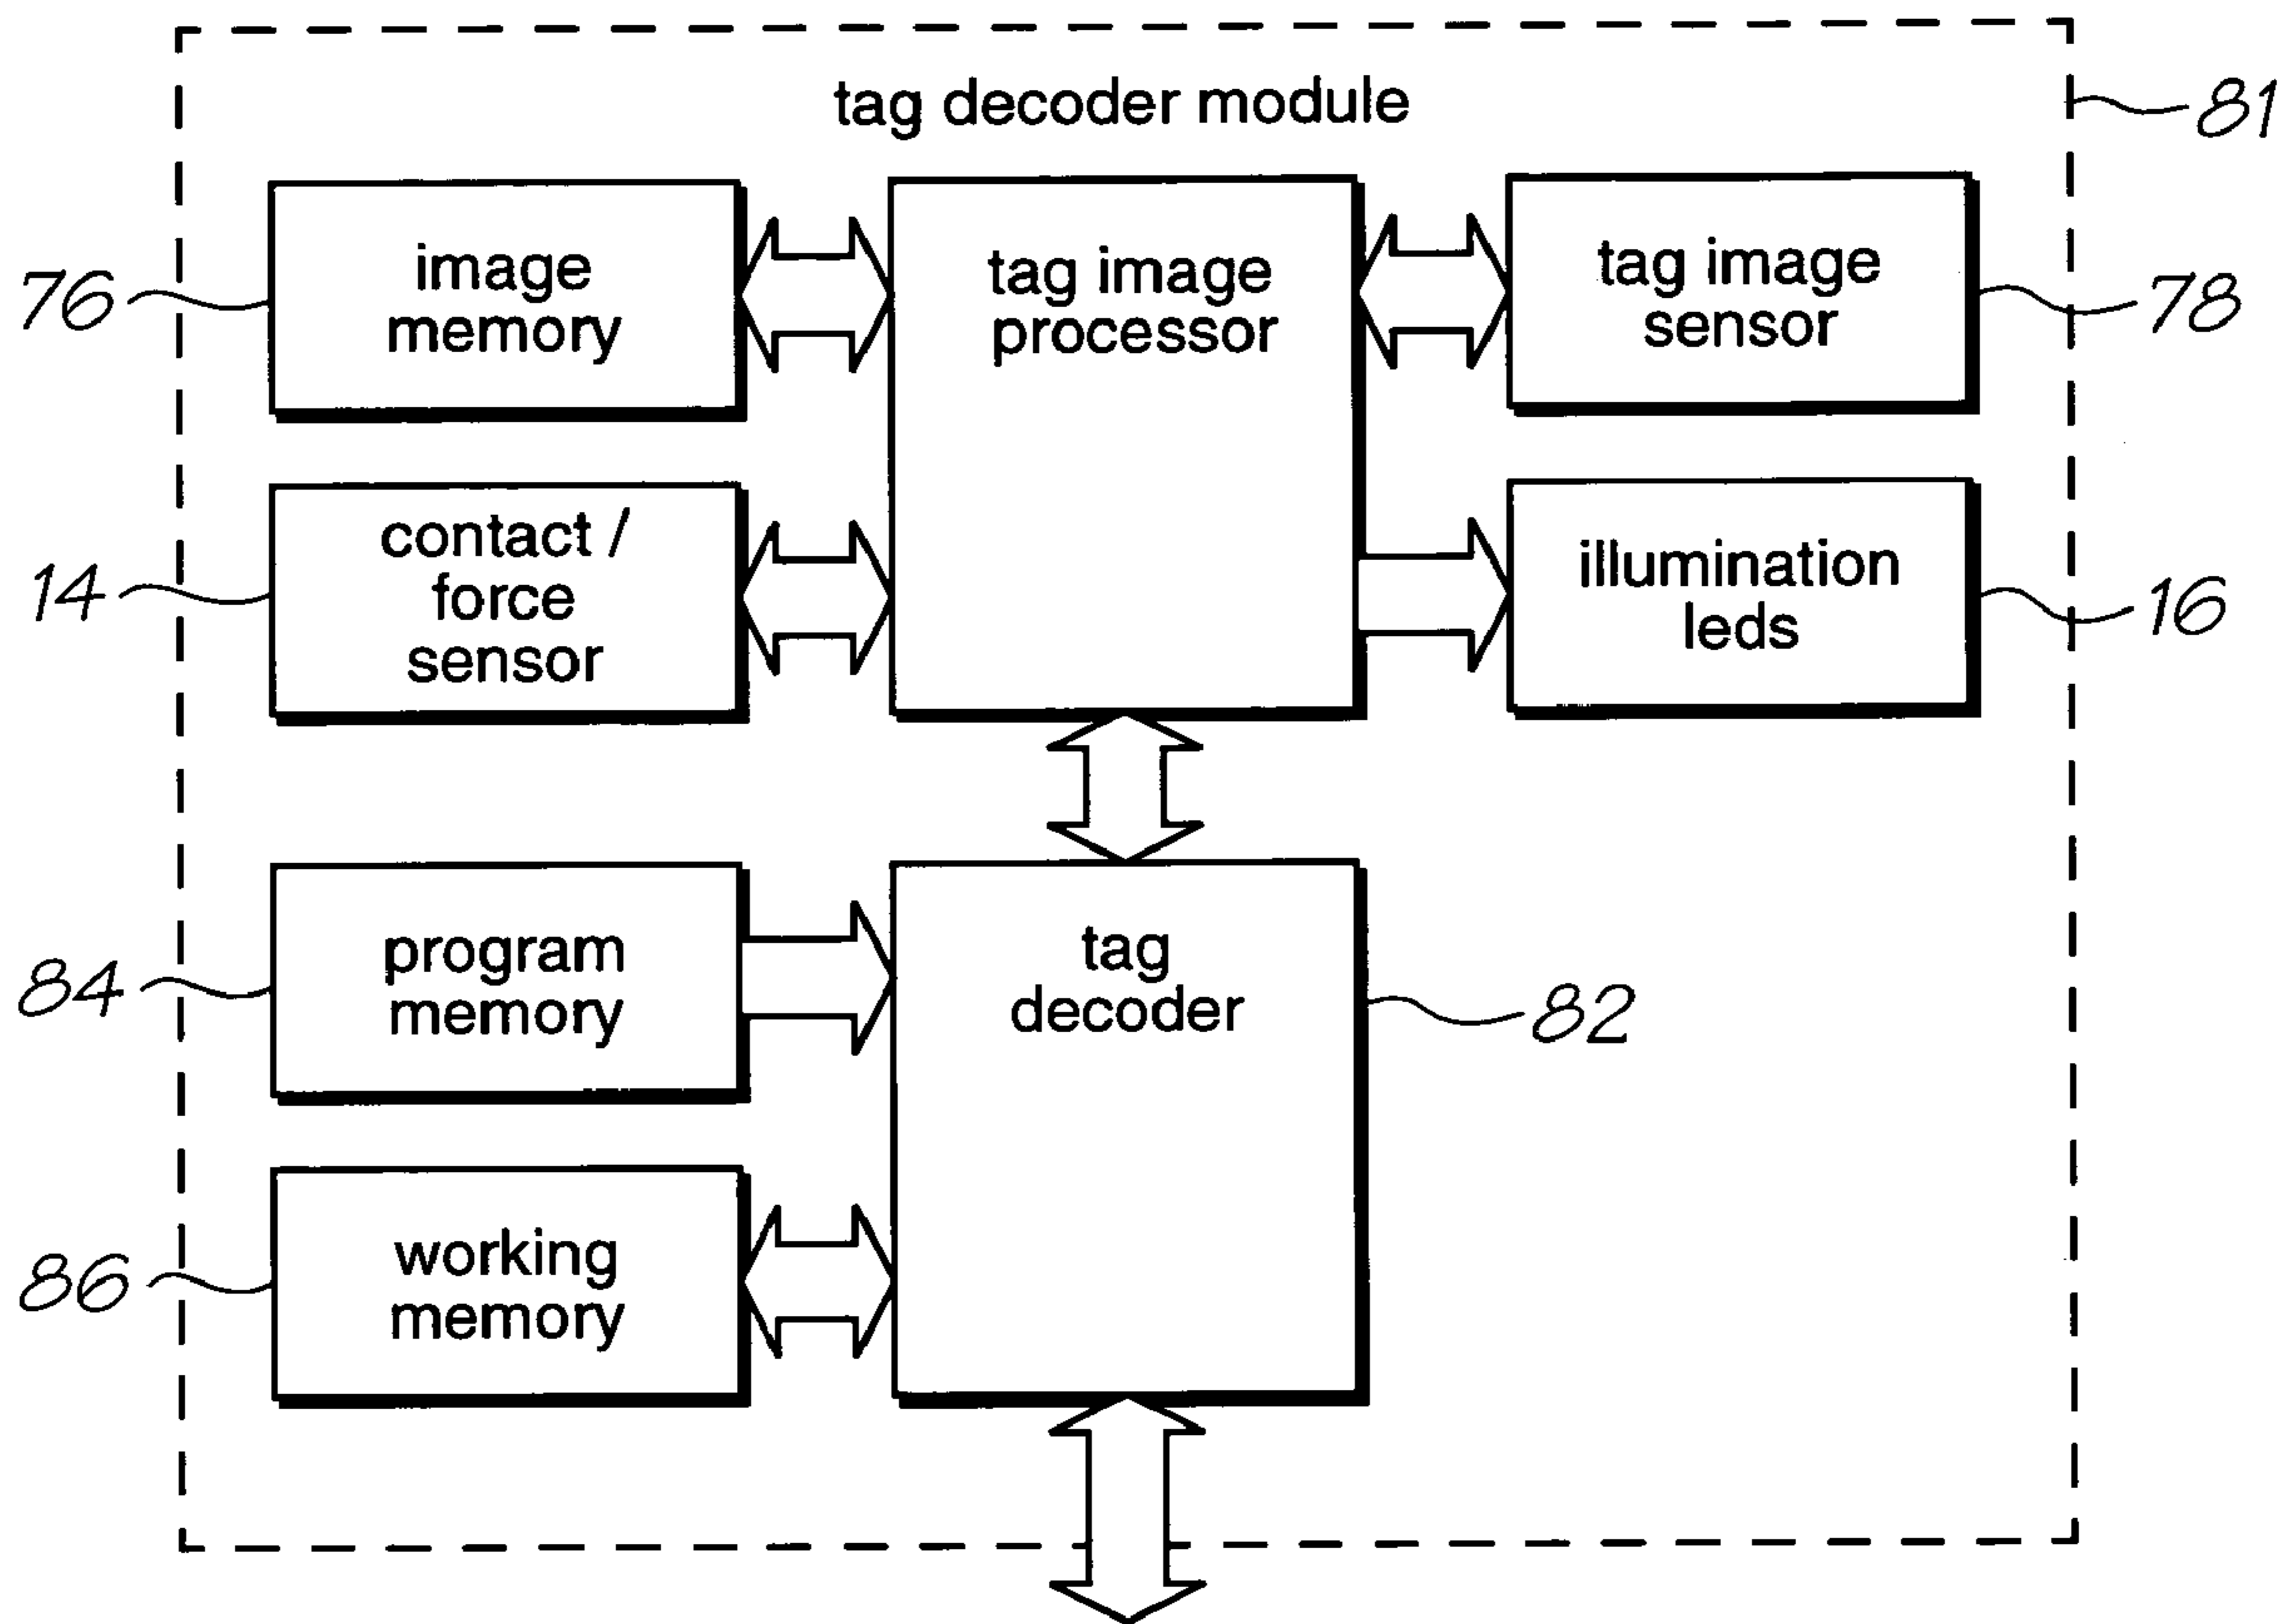 tag decoder module
81
76
image
memory
tag image
processor
tag image
sensor
78
14
contact /
force
sensor
illumination
leds
16
84
program
memory
tag
decoder
82
86
working
memory